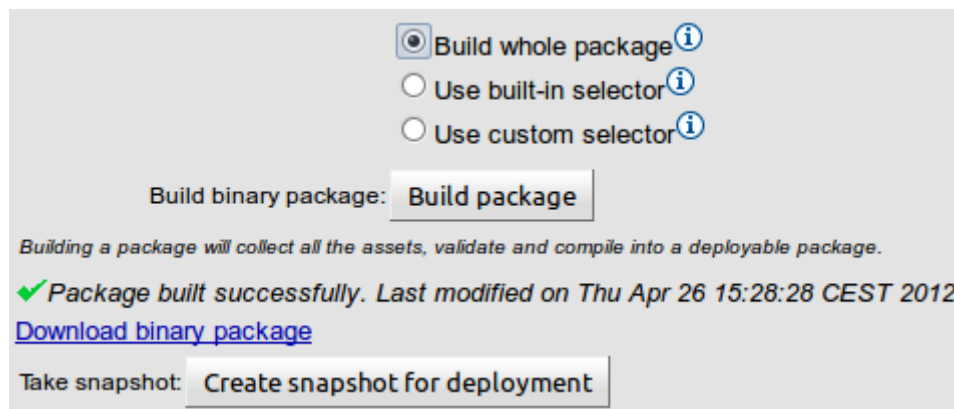 Build whole package
Use built-in selector
Use custom selector
Build binary package: Build package
Building a package will collect all the assets, validate and compile into a deployable package.
Package built successfully. Last modified on Thu Apr 26 15:28:28 CEST 2012
Download binary package
Take snapshot: Create snapshot for deployment